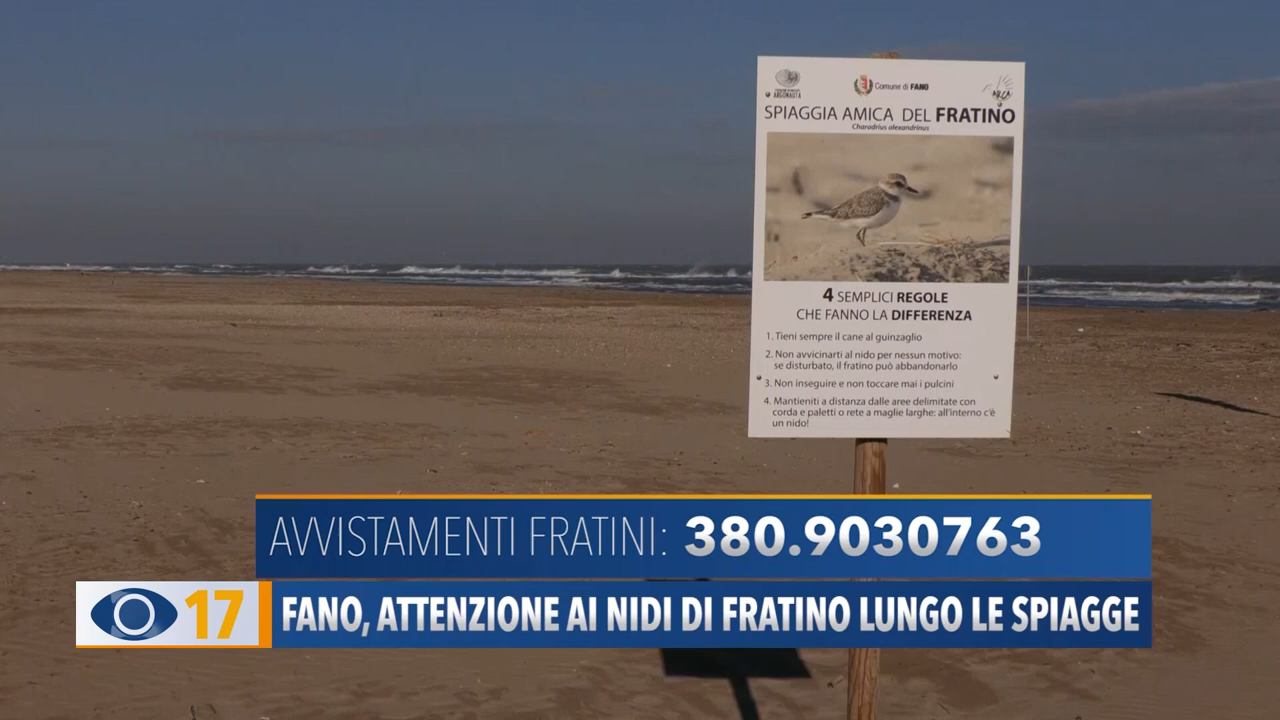 ARGONAUTA
Comune di FANO
ARCA
SPIAGGIA AMICA DEL FRATINO
Charadrius alexandrinus
4 SEMPLICI REGOLE
CHE FANNO LA DIFFERENZA
1. Tieni sempre il cane al guinzaglio
2. Non avvicinarti al nido per nessun motivo:
se disturbato, il fratino può abbandonarlo
3. Non inseguire e non toccare mai i pulcini
4. Mantieniti a distanza dalle aree delimitate con
corda e paletti o rete a maglie larghe: all'interno c'è
un nido!
AVVISTAMENTI FRATINI: 380.9030763
17
FANO, ATTENZIONE AI NIDI DI FRATINO LUNGO LE SPIAGGE